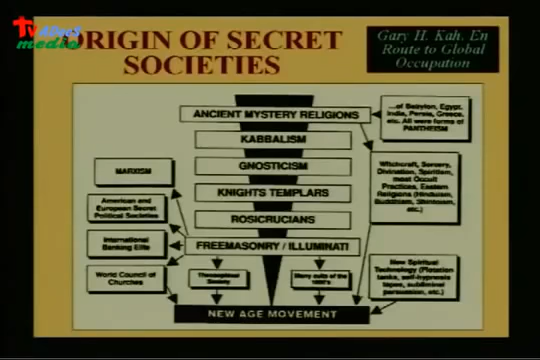 TV Alfa&S
media
ORIGIN OF SECRET
SOCIETIES
Gary H. Kah. En
Route to Global
Occupation
ANCIENT MYSTERY RELIGIONS
...of Babylon, Egypt,
India, Persia, Greece,
etc. All were forms of
PANTHEISM
KABBALISM
GNOSTICISM
KNIGHTS TEMPLARS
ROSICRUCIANS
FREEMASONRY / ILLUMINATI
Witchcraft, Sorcery,
Divination, Spiritism,
most Occult
Practices, Eastern
Religions (Hinduism,
Buddhism, Shintoism,
etc.)
MARXISM
American and
European Secret
Political Societies
International
Banking Elite
World Council of
Churches
Theosophical
Society
Many cults of the
1800's
New Spiritual
Technology (Flotation
tanks, self-hypnosis
tapes, subliminal
persuasion, etc.)
NEW AGE MOVEMENT